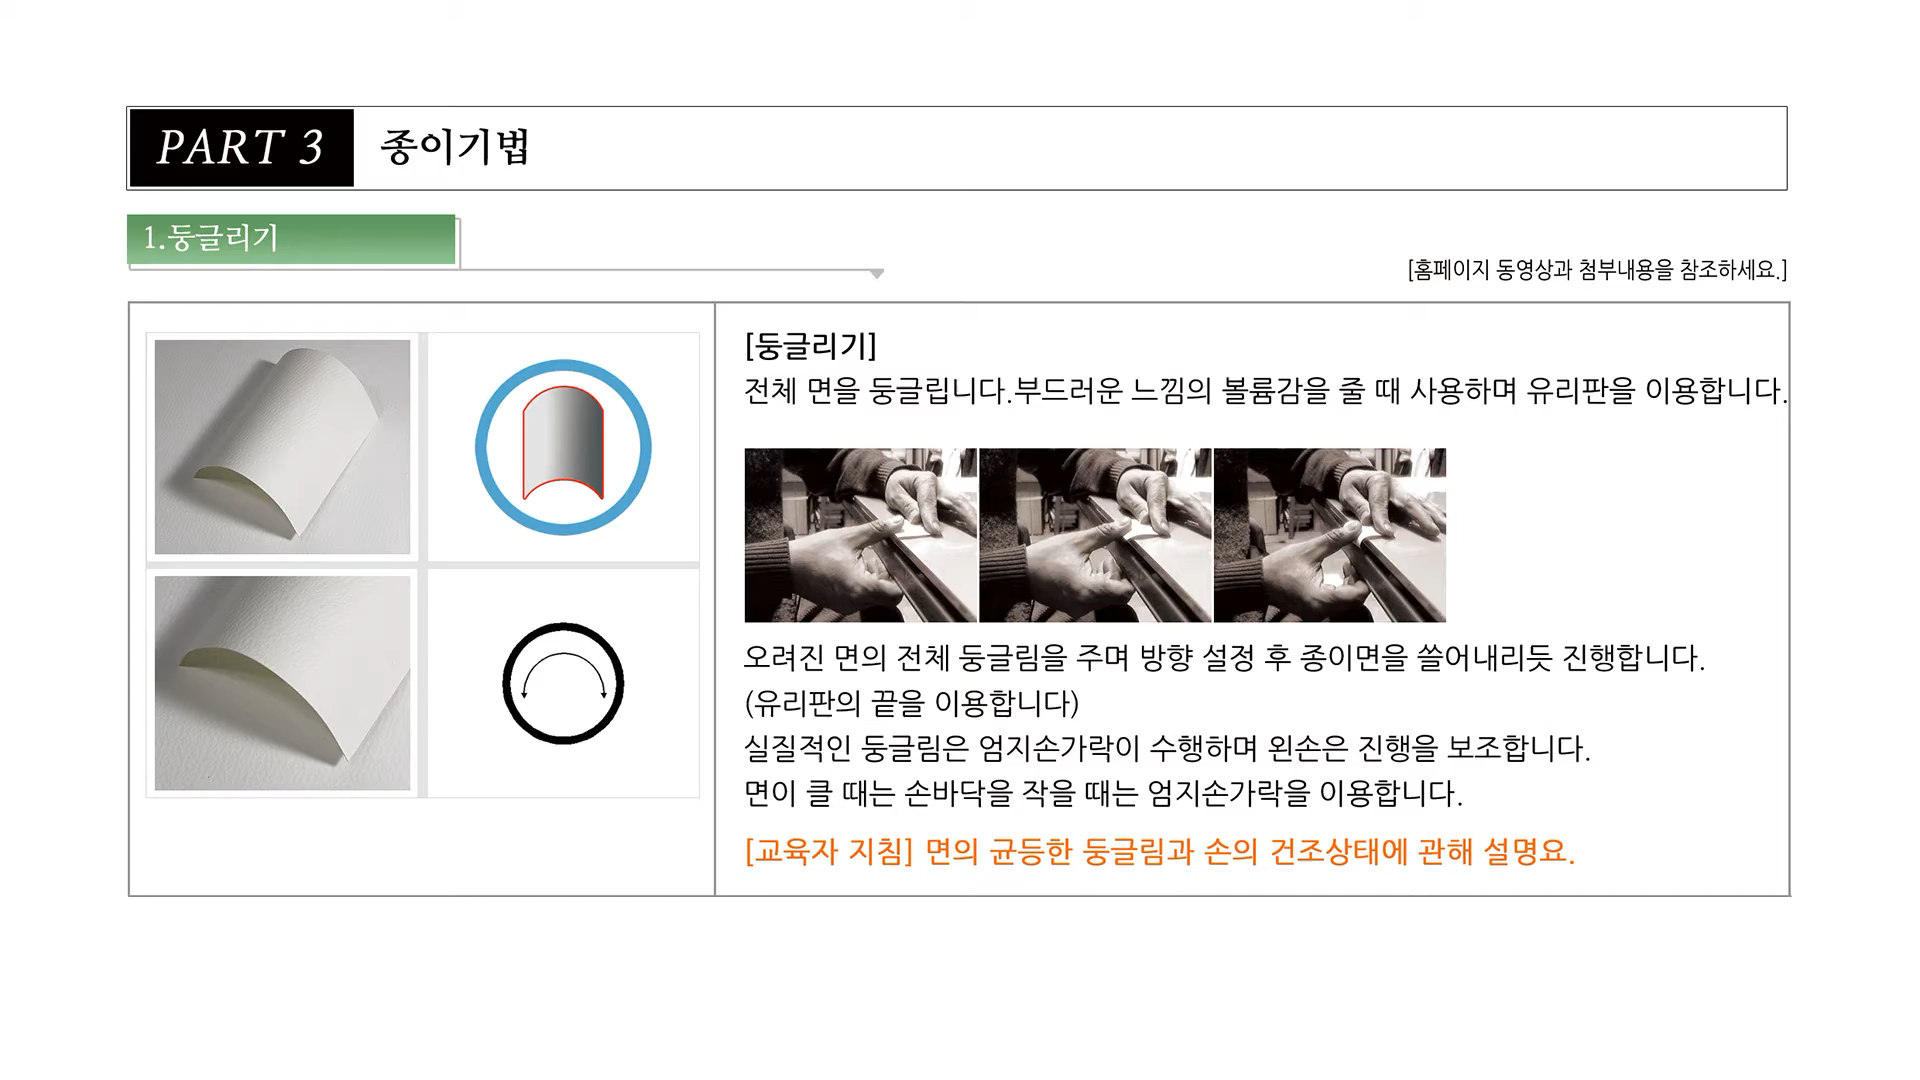 PART 3 종이기법
1.둥글리기
[홈페이지 동영상과 첨부내용을 참조하세요.]
[둥글리기]
전체 면을 둥글립니다.부드러운 느낌의 볼륨감을 줄 때 사용하며 유리판을 이용합니다.
오려진 면의 전체 둥글림을 주며 방향 설정 후 종이면을 쓸어내리듯 진행합니다.
(유리판의 끝을 이용합니다)
실질적인 둥글림은 엄지손가락이 수행하며 왼손은 진행을 보조합니다.
면이 클 때는 손바닥을 작을 때는 엄지손가락을 이용합니다.
[교육자 지침] 면의 균등한 둥글림과 손의 건조상태에 관해 설명요.